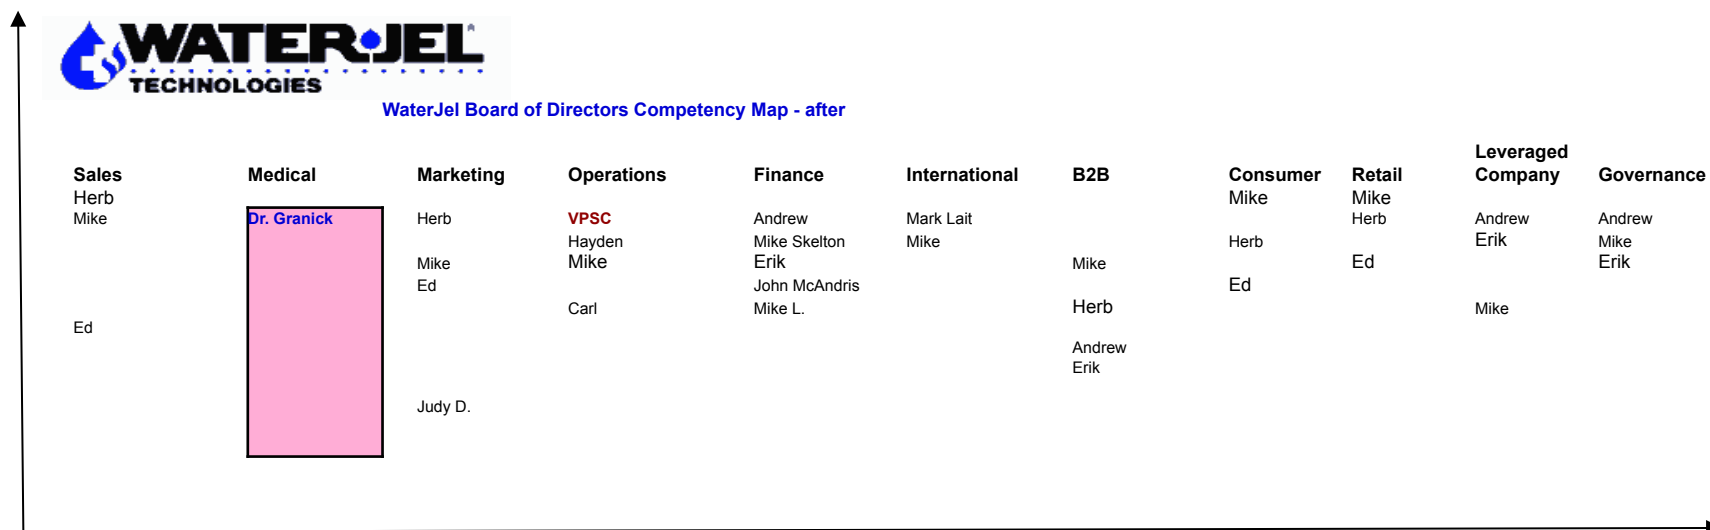 WATER·JEL
TECHNOLOGIES
WaterJel Board of Directors Competency Map - after
Leveraged
Sales Medical Marketing Operations Finance International B2B Consumer Retail Company Governance
Herb Mike Mike
Mike Dr. Granick Herb VPSC Andrew Mark Lait Herb Andrew Andrew
Hayden Mike Skelton Mike Herb Erik Mike
Mike Mike Erik Mike Ed Erik
Ed John McAndris Ed
Carl Mike L. Herb Mike
Ed
Andrew
Erik
Judy D.